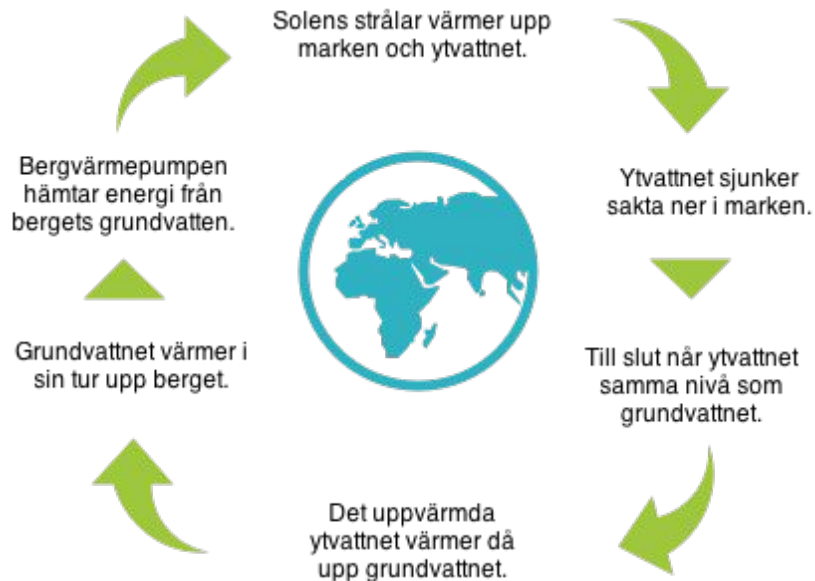 Solens strålar värmer upp
marken och ytvattnet.
Ytvattnet sjunker
sakta ner i marken.
Till slut når ytvattnet
samma nivå som
grundvattnet.
Det uppvärmda
ytvattnet värmer då
upp grundvattnet.
Grundvattnet värmer i
sin tur upp berget.
Bergvärmepumpen
hämtar energi från
bergets grundvatten.